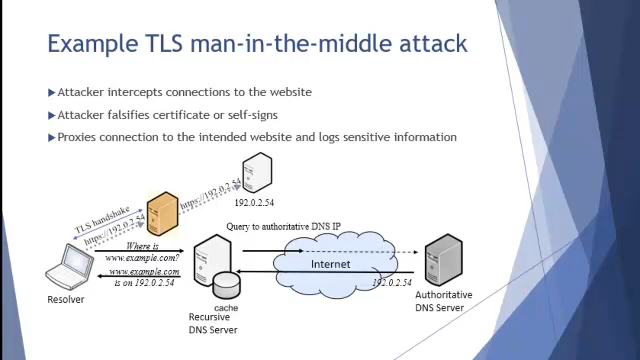 Example TLS man-in-the-middle attack
Attacker intercepts connections to the website
Attacker falsifies certificate or self-signs
Proxies connection to the intended website and logs sensitive information
https://192.0.2.54
192.0.2.54
TLS handshake
https://192.0.2.54
Query to authoritative DNS IP
Where is
www.example.com?
www.example.com
is on 192.0.2.54
Internet
192.0.2.54
Resolver
cache
Recursive
DNS Server
Authoritative
DNS Server